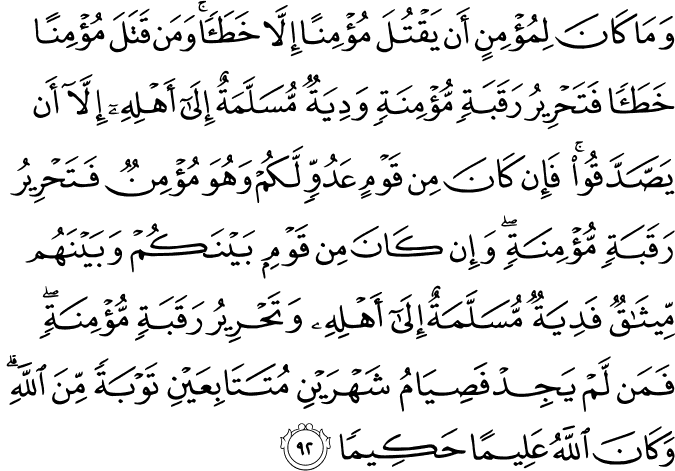 وَمَا كَانَ لِمُؤْمِنٍ أَن يَقْتُلَ مُؤْمِنًا إِلَّا خَطَـًٔا ۚ وَمَن قَتَلَ مُؤْمِنًا
خَطَـًٔا فَتَحْرِيرُ رَقَبَةٍ مُّؤْمِنَةٍ وَدِيَةٌ مُّسَلَّمَةٌ إِلَىٰٓ أَهْلِهِۦٓ إِلَّآ أَن
يَصَّدَّقُوا۟ ۚ فَإِن كَانَ مِن قَوْمٍ عَدُوٍّ لَّكُمْ وَهُوَ مُؤْمِنٌ فَتَحْرِيرُ
رَقَبَةٍ مُّؤْمِنَةٍ ۖ وَإِن كَانَ مِن قَوْمٍۭ بَيْنَكُمْ وَبَيْنَهُم
مِّيثَـٰقٌ فَدِيَةٌ مُّسَلَّمَةٌ إِلَىٰٓ أَهْلِهِۦ وَتَحْرِيرُ رَقَبَةٍ مُّؤْمِنَةٍ ۖ
فَمَن لَّمْ يَجِدْ فَصِيَامُ شَهْرَيْنِ مُتَتَابِعَيْنِ تَوْبَةً مِّنَ ٱللَّهِ ۗ
وَكَانَ ٱللَّهُ عَلِيمًا حَكِيمًا ٩٢